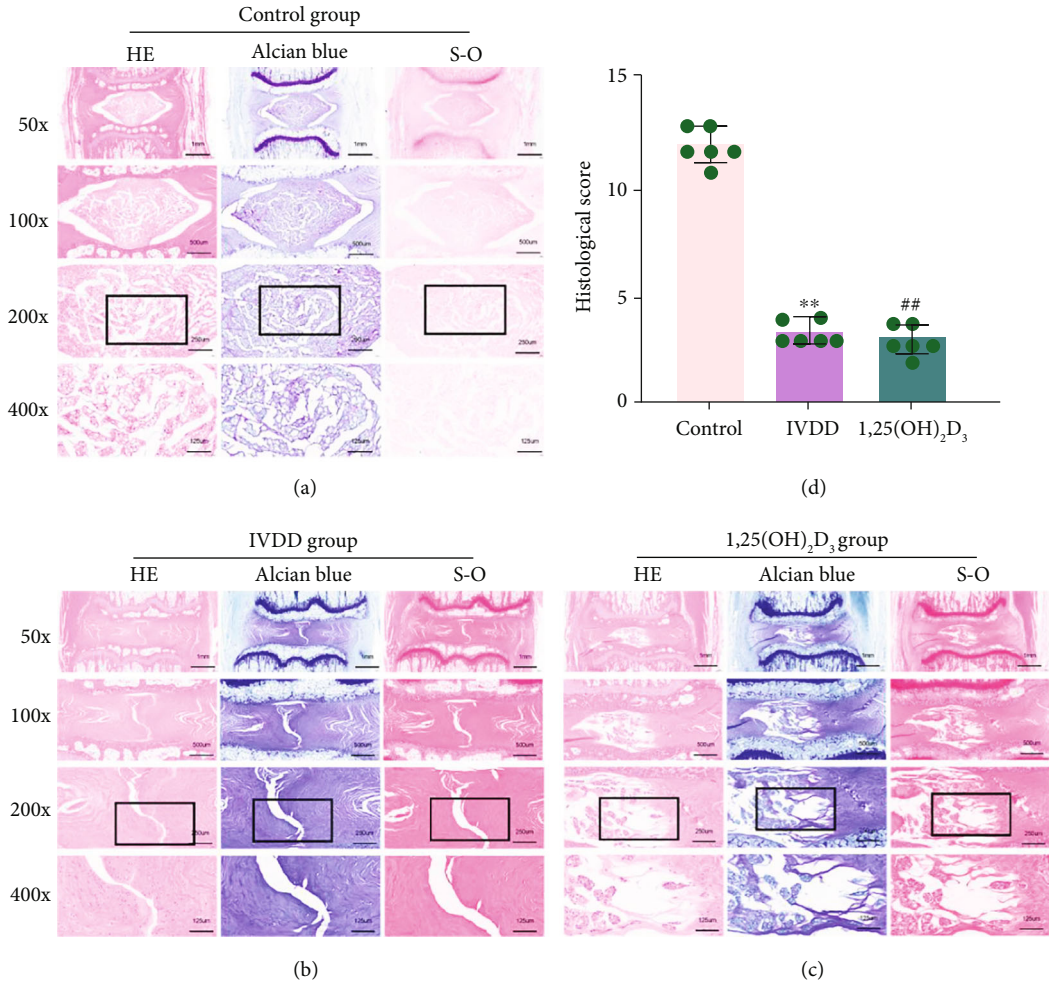 Control group
HE Alcian blue S-O
50x
1mm 1mm 1mm
100x
500um 500um 500um
200x
250um 250um 250um
400x
125um 125um 125um
(a)
15
10
5
0
Histological score
** ##
Control IVDD 1,25(OH)₂D₃
(d)
IVDD group
HE Alcian blue S-O
50x
1mm 1mm 1mm
100x
500um 500um 500um
200x
250um 250um 250um
400x
125um 125um 125um
(b)
1,25(OH)₂D₃ group
HE Alcian blue S-O
1mm 1mm 1mm
500um 500um 500um
250um 250um 250um
125um 125um 125um
(c)